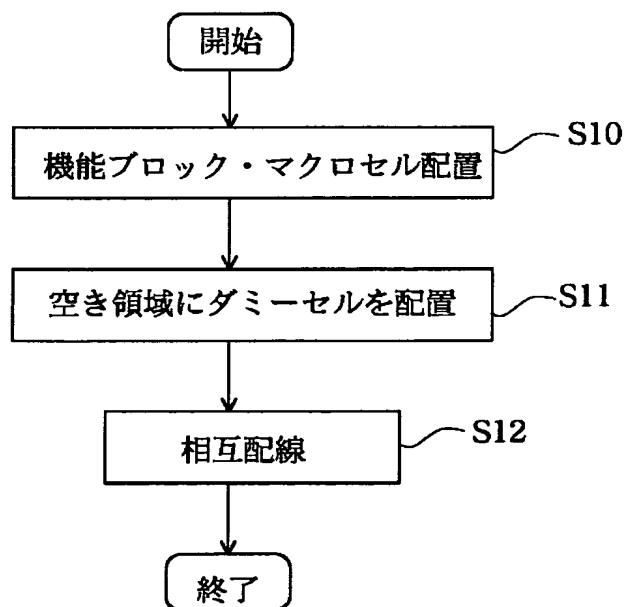 開始
機能ブロック・マクロセル配置
S10
空き領域にダミーセルを配置
S11
相互配線
S12
終了